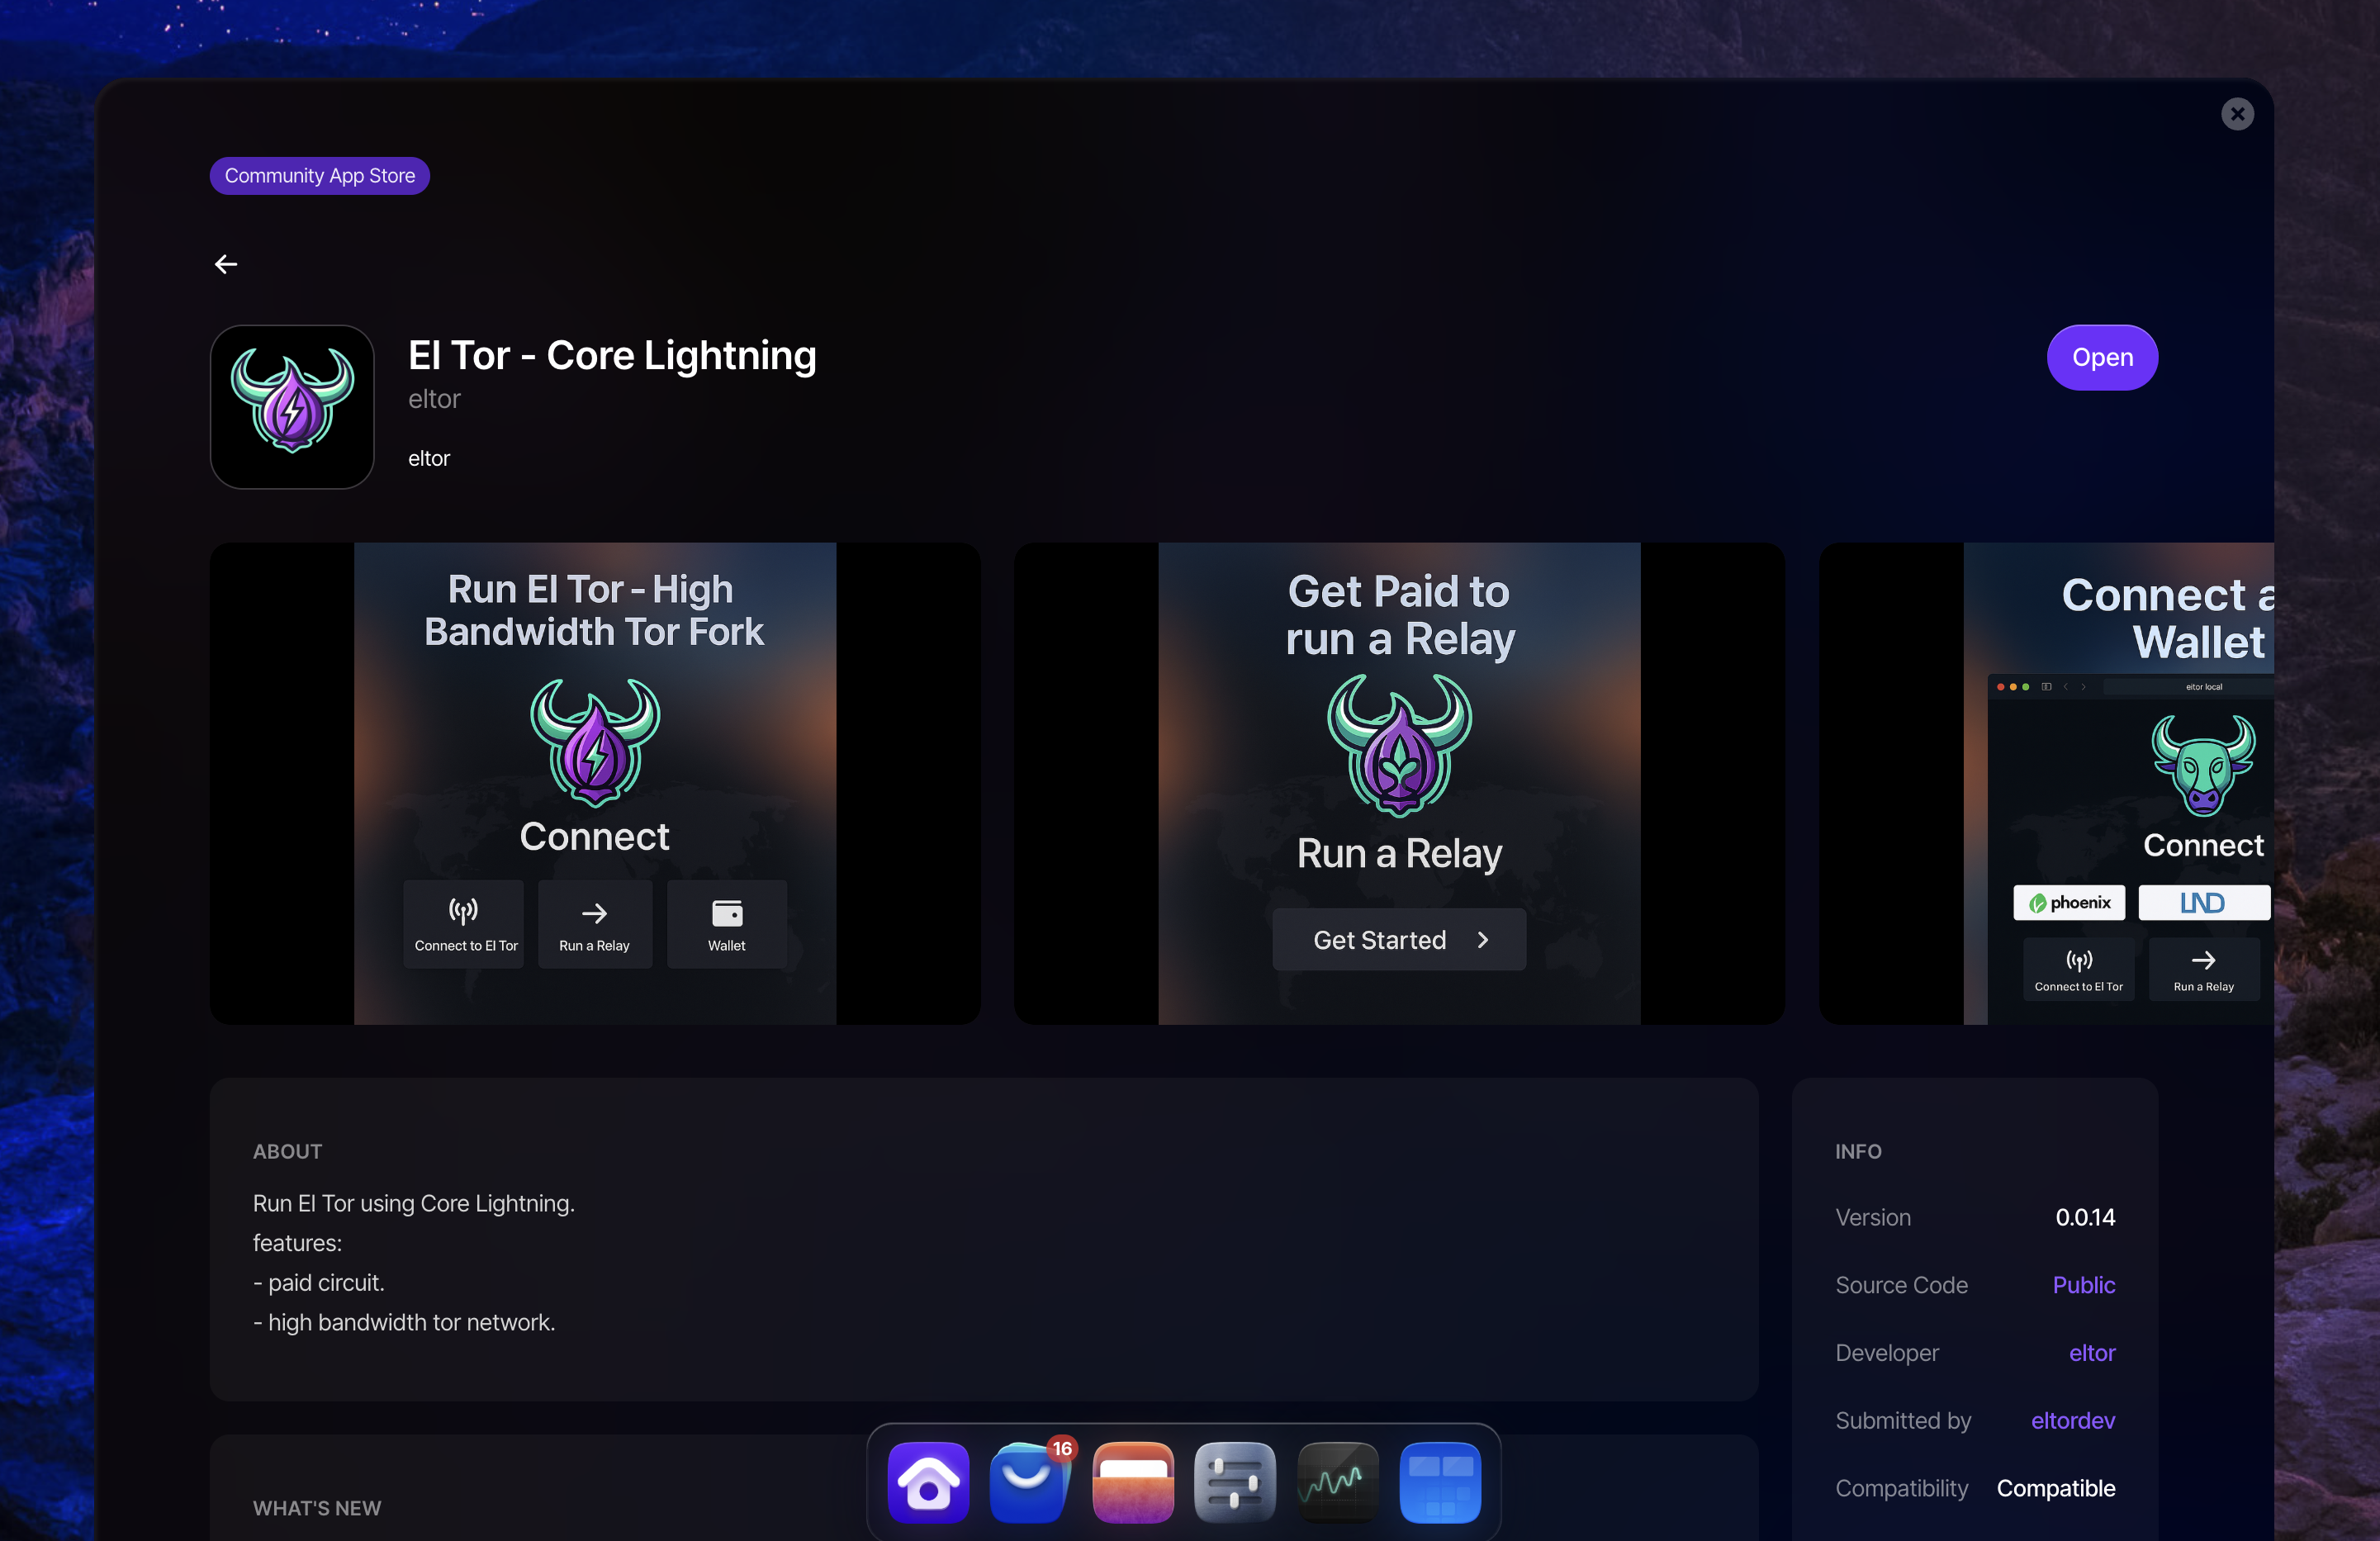 Community App Store
El Tor - Core Lightning
eltor
eltor
Open
Run El Tor - High
Bandwidth Tor Fork
Connect
Connect to El Tor
Run a Relay
Wallet
Get Paid to
run a Relay
Run a Relay
Get Started
Connect a
Wallet
eltor local
Connect
phoenix
LND
Connect to El Tor
Run a Relay
ABOUT
Run El Tor using Core Lightning.
features:
- paid circuit.
- high bandwidth tor network.
INFO
Version 0.0.14
Source Code Public
Developer eltor
Submitted by eltordev
Compatibility Compatible
WHAT'S NEW
16